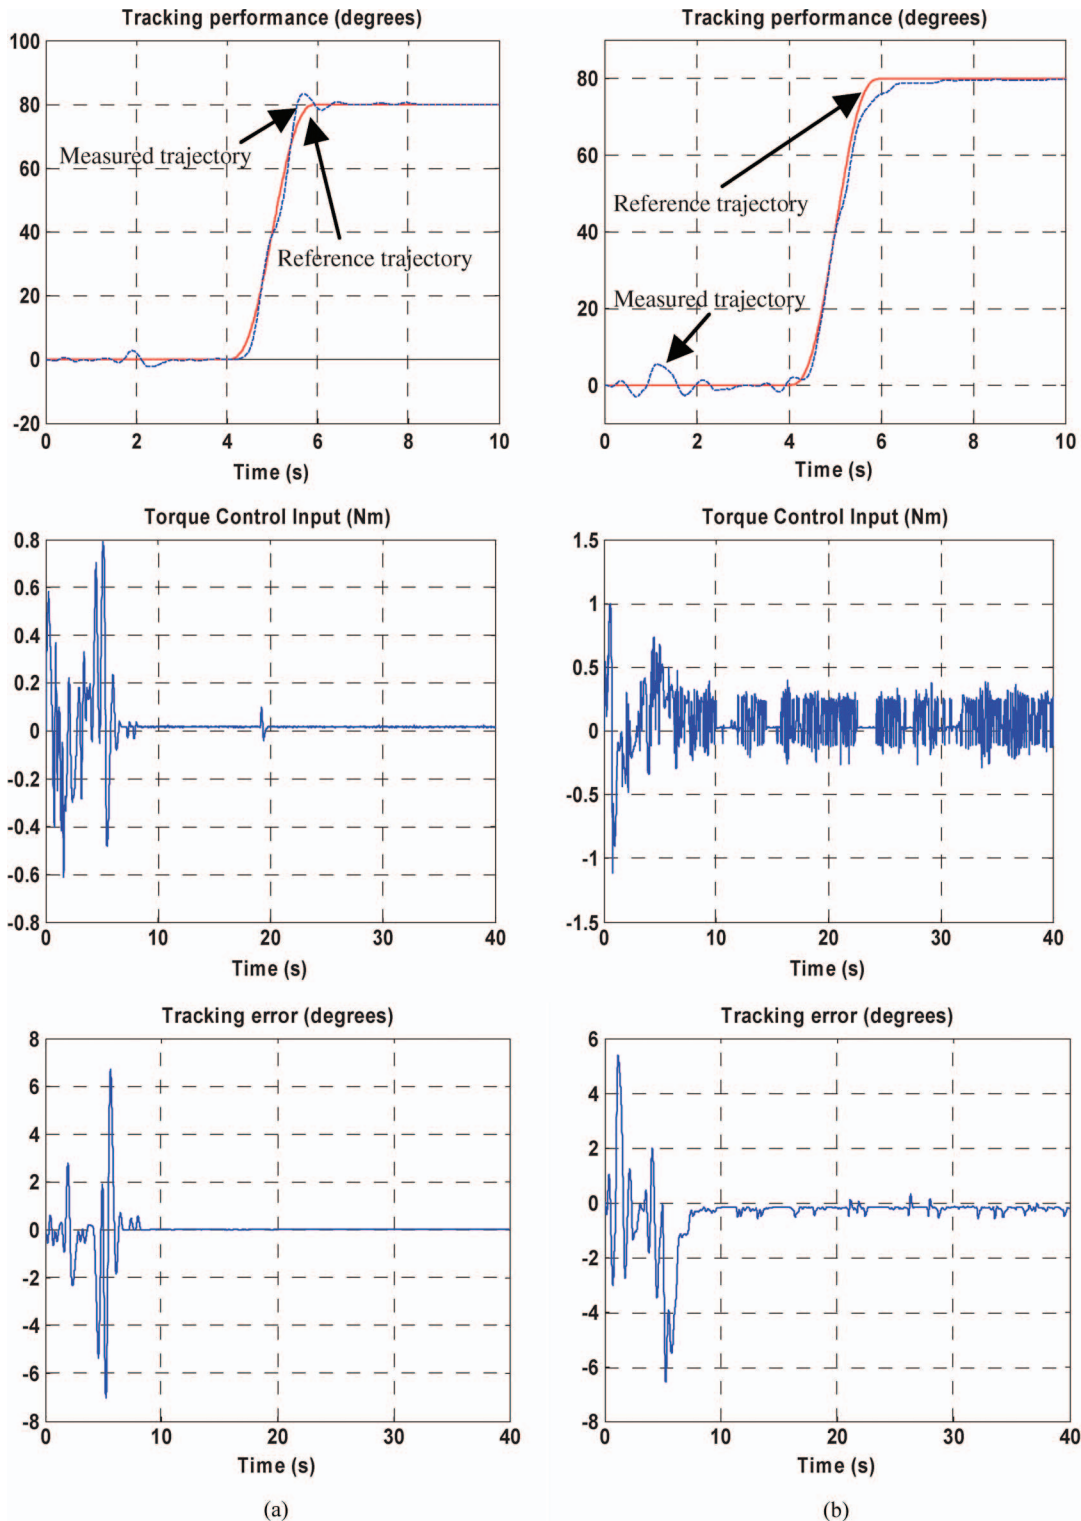 Tracking performance (degrees)
100
80
60
40
20
0
-20
Measured trajectory
Reference trajectory
0 2 4 6 8 10
Time (s)
Tracking performance (degrees)
80
60
40
20
0
Reference trajectory
Measured trajectory
0 2 4 6 8 10
Time (s)
Torque Control Input (Nm)
0.8
0.6
0.4
0.2
0
-0.2
-0.4
-0.6
-0.8
0 10 20 30 40
Time (s)
Torque Control Input (Nm)
1.5
1
0.5
0
-0.5
-1
-1.5
0 10 20 30 40
Time (s)
Tracking error (degrees)
8
6
4
2
0
-2
-4
-6
-8
0 10 20 30 40
Time (s)
(a)
Tracking error (degrees)
6
4
2
0
-2
-4
-6
-8
0 10 20 30 40
Time (s)
(b)